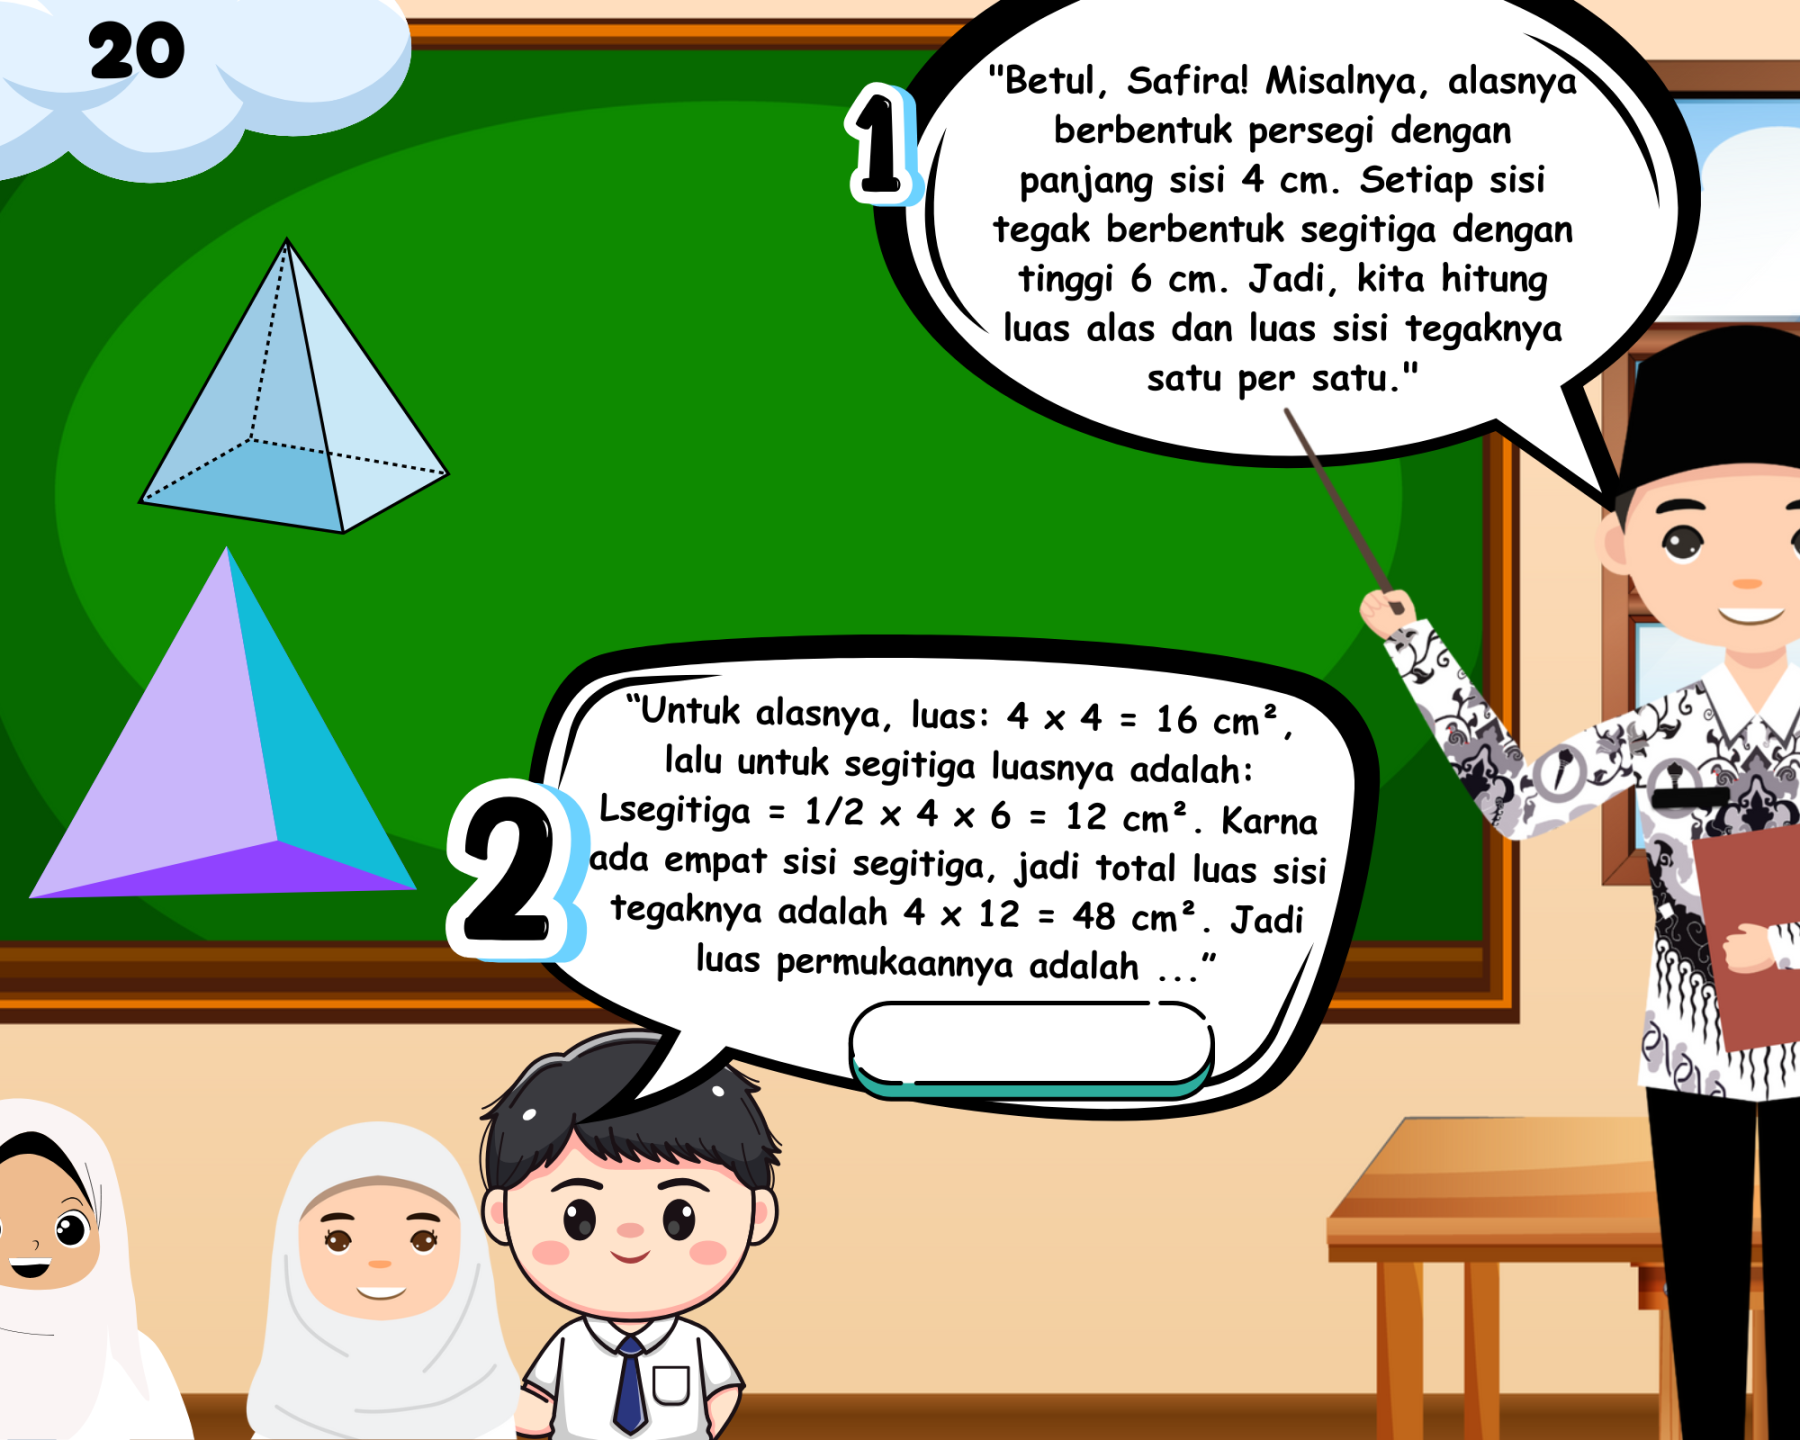 20
1
"Betul, Safira! Misalnya, alasnya
berbentuk persegi dengan
panjang sisi 4 cm. Setiap sisi
tegak berbentuk segitiga dengan
tinggi 6 cm. Jadi, kita hitung
luas alas dan luas sisi tegaknya
satu per satu."
2
“Untuk alasnya, luas: 4 x 4 = 16 cm²,
lalu untuk segitiga luasnya adalah:
Lsegitiga = 1/2 x 4 x 6 = 12 cm². Karna
ada empat sisi segitiga, jadi total luas sisi
tegaknya adalah 4 x 12 = 48 cm². Jadi
luas permukaannya adalah ...”